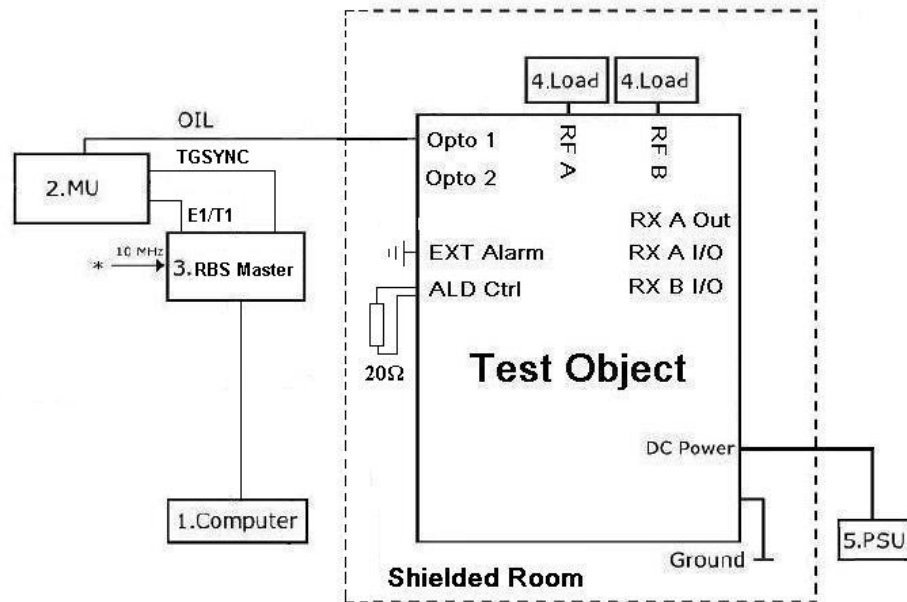 4.Load
4.Load
OIL
Opto 1
RF A
RF B
TGSYNC
2.MU
Opto 2
E1/T1
RX A Out
* 10 MHz
3.RBS Master
EXT Alarm
RX A I/O
ALD Ctrl
RX B I/O
20Ω
Test Object
DC Power
1.Computer
5.PSU
Ground
Shielded Room